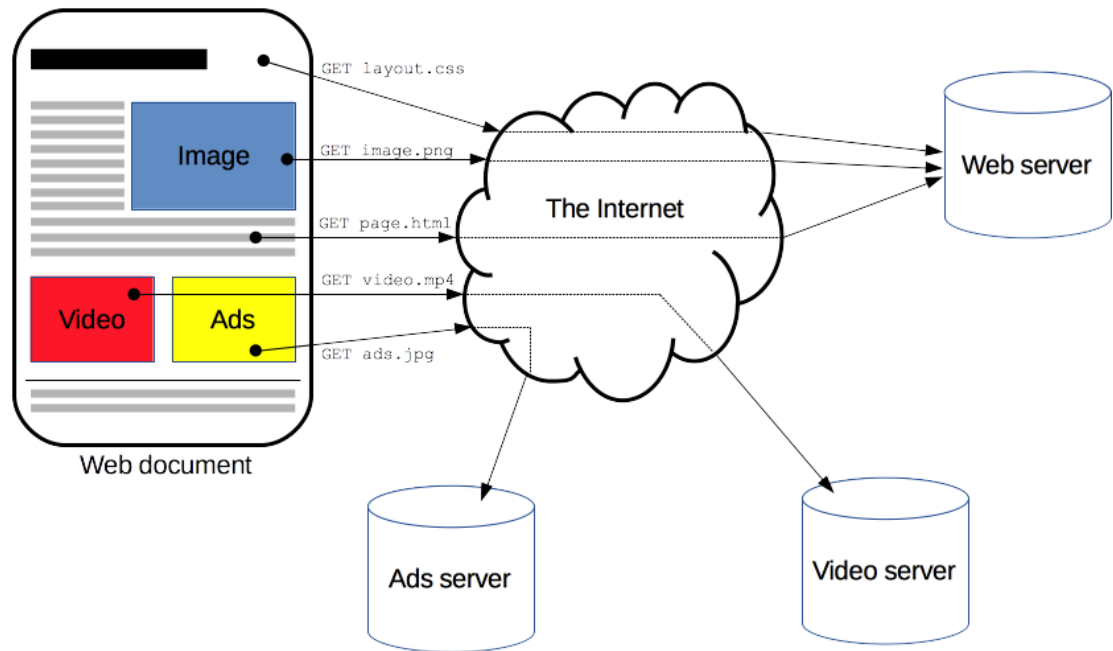 GET layout.css
Image
GET image.png
Web server
The Internet
GET page.html
GET video.mp4
Video
Ads
GET ads.jpg
Web document
Ads server
Video server